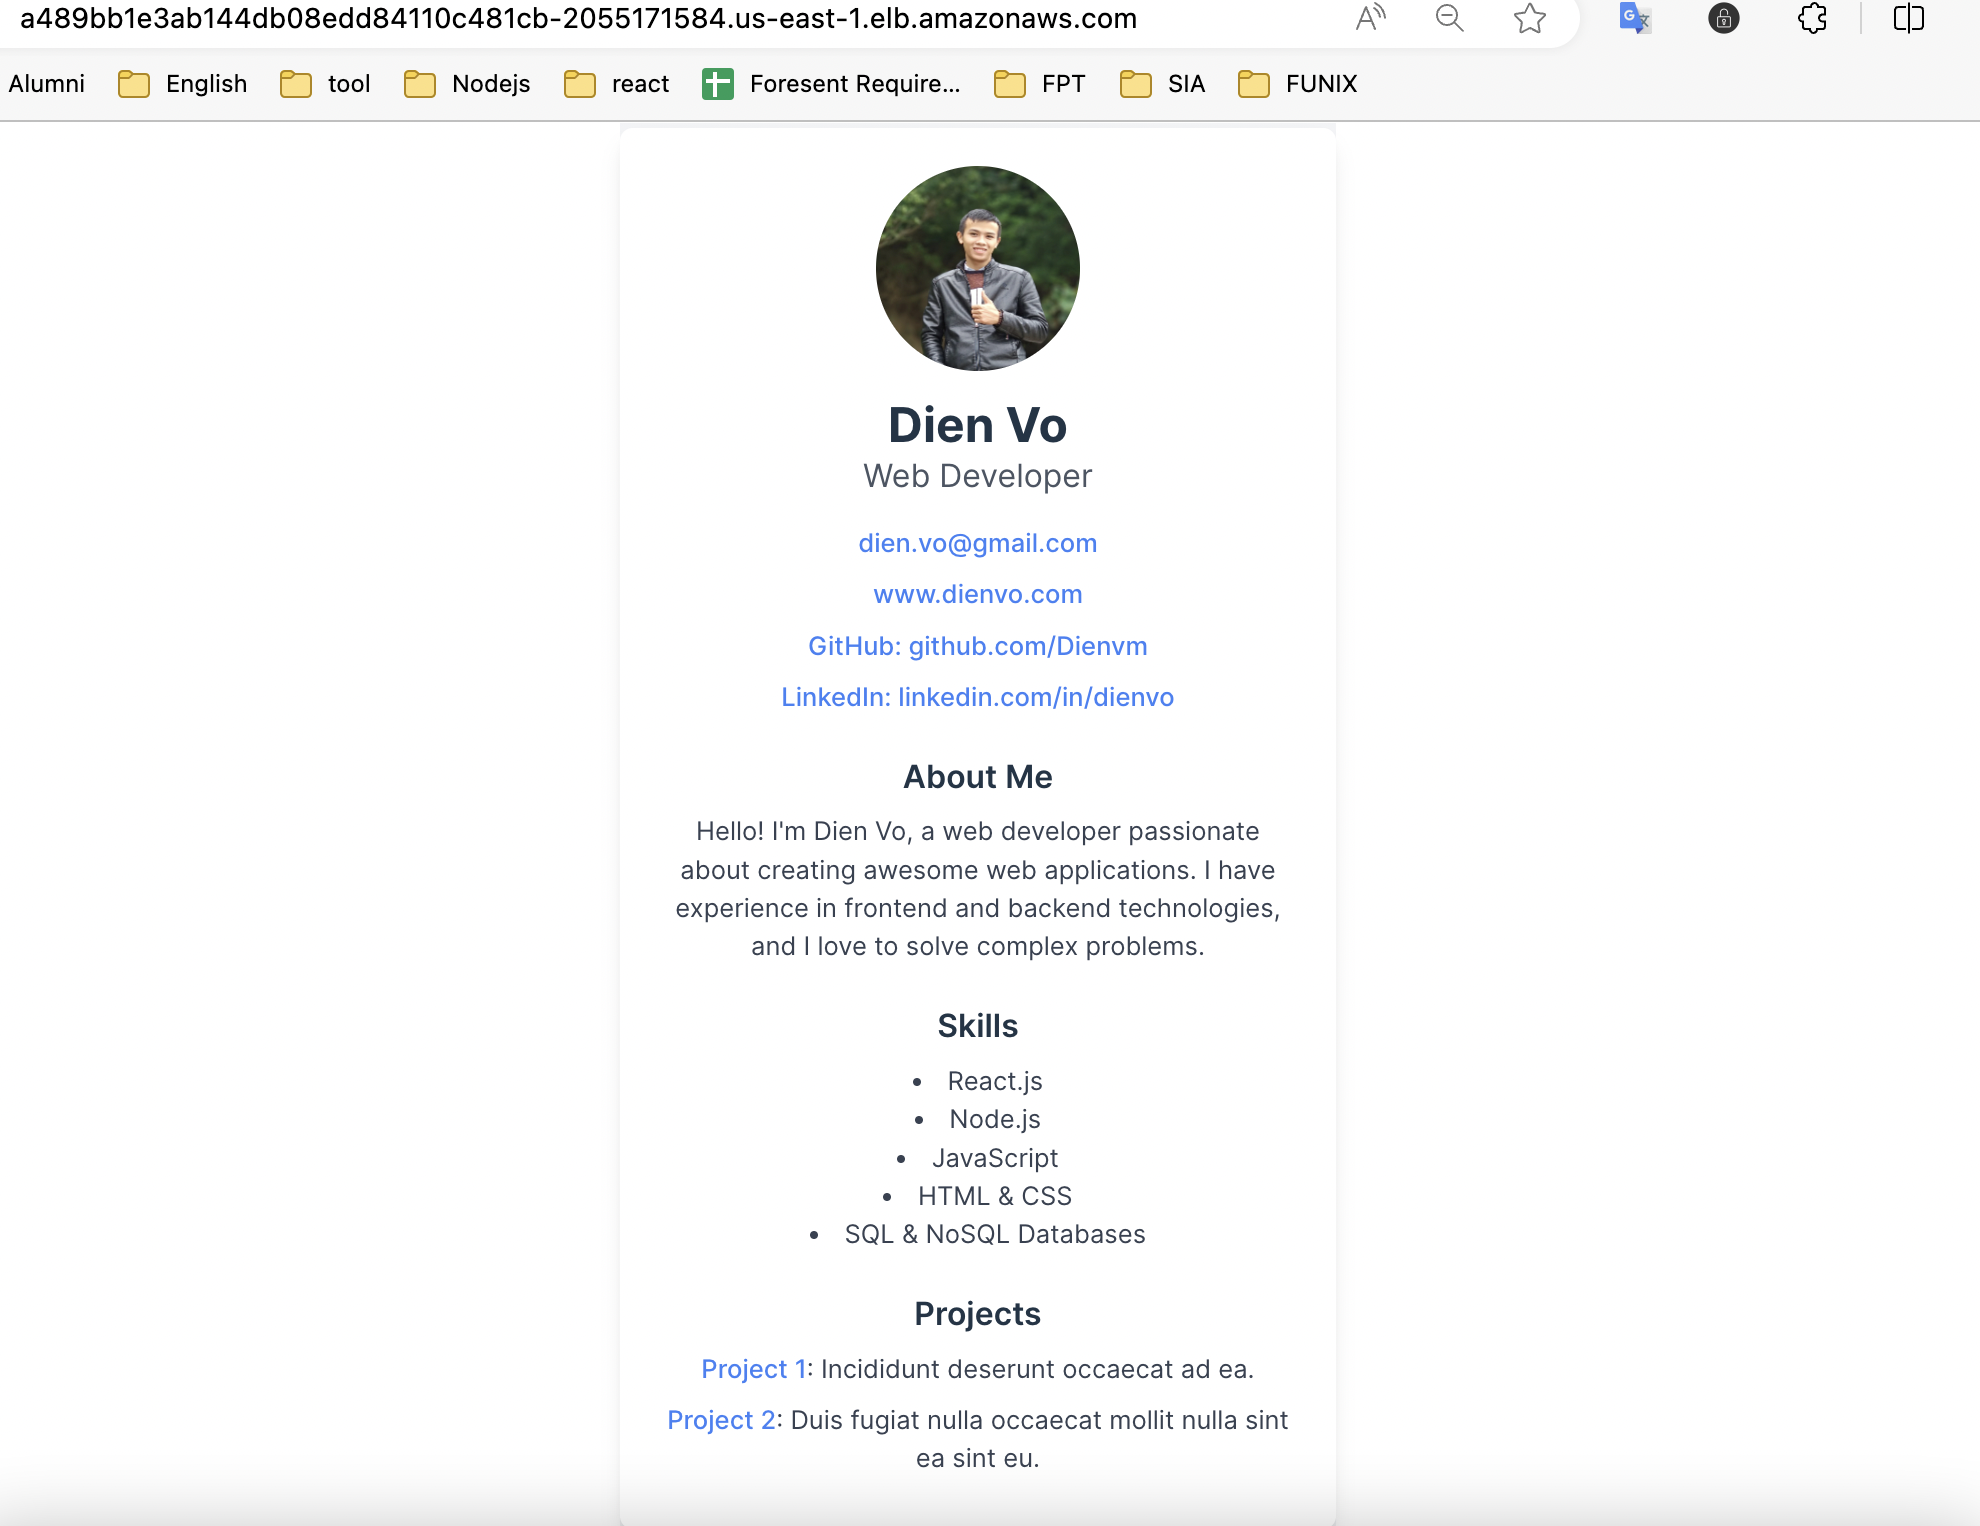 a489bb1e3ab144db08edd84110c481cb-2055171584.us-east-1.elb.amazonaws.com
Alumni English tool Nodejs react Foresent Require... FPT SIA FUNIX
Dien Vo
Web Developer
dien.vo@gmail.com
www.dienvo.com
GitHub: github.com/Dienvm
LinkedIn: linkedin.com/in/dienvo
About Me
Hello! I'm Dien Vo, a web developer passionate
about creating awesome web applications. I have
experience in frontend and backend technologies,
and I love to solve complex problems.
Skills
• React.js
• Node.js
• JavaScript
• HTML & CSS
• SQL & NoSQL Databases
Projects
Project 1: Incididunt deserunt occaecat ad ea.
Project 2: Duis fugiat nulla occaecat mollit nulla sint
ea sint eu.